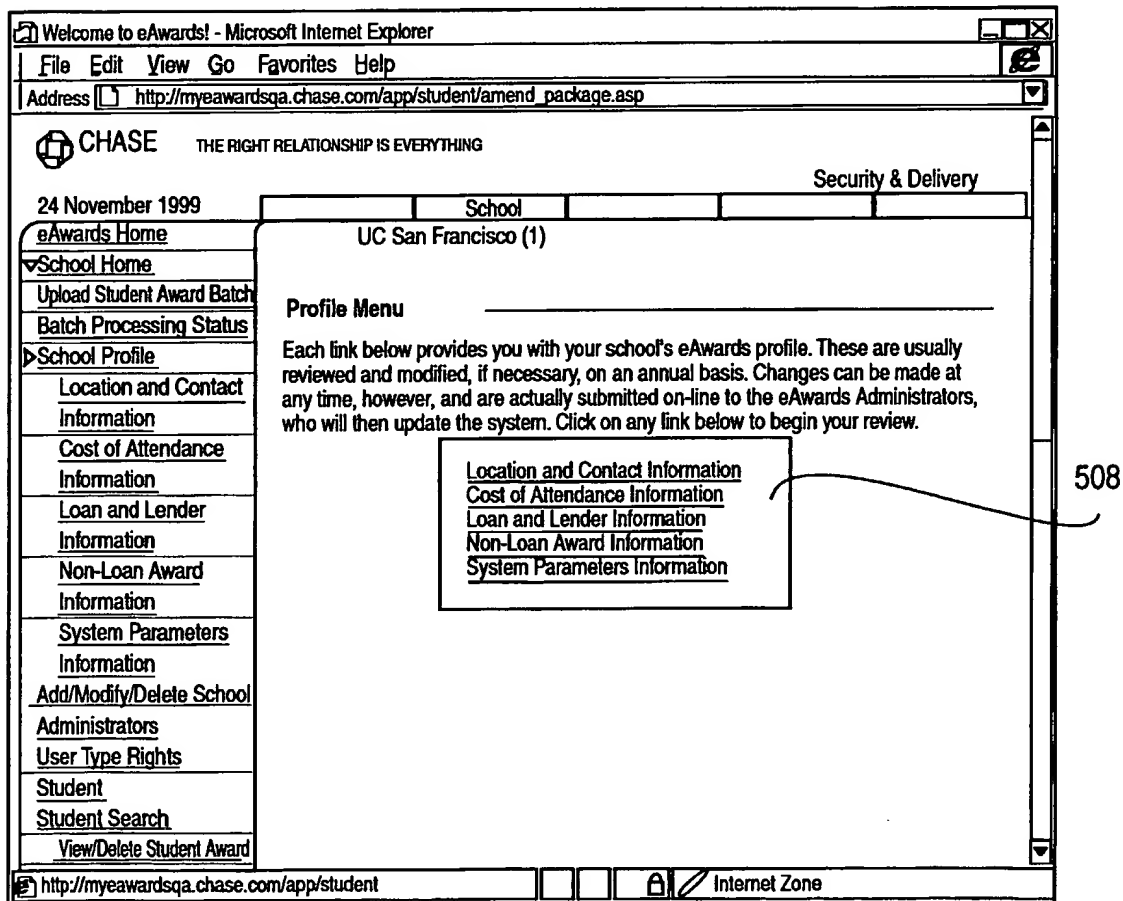 Welcome to eAwards! - Microsoft Internet Explorer
File Edit View Go Favorites Help
Address http://myeawardsqa.chase.com/app/student/amend_package.asp
CHASE THE RIGHT RELATIONSHIP IS EVERYTHING
Security & Delivery
24 November 1999
School
eAwards Home
School Home
Upload Student Award Batch
Batch Processing Status
School Profile
Location and Contact
Information
Cost of Attendance
Information
Loan and Lender
Information
Non-Loan Award
Information
System Parameters
Information
Add/Modify/Delete School
Administrators
User Type Rights
Student
Student Search
View/Delete Student Award
UC San Francisco (1)
Profile Menu
Each link below provides you with your school's eAwards profile. These are usually
reviewed and modified, if necessary, on an annual basis. Changes can be made at
any time, however, and are actually submitted on-line to the eAwards Administrators,
who will then update the system. Click on any link below to begin your review.
Location and Contact Information
Cost of Attendance Information
Loan and Lender Information
Non-Loan Award Information
System Parameters Information
508
http://myeawardsqa.chase.com/app/student
Internet Zone